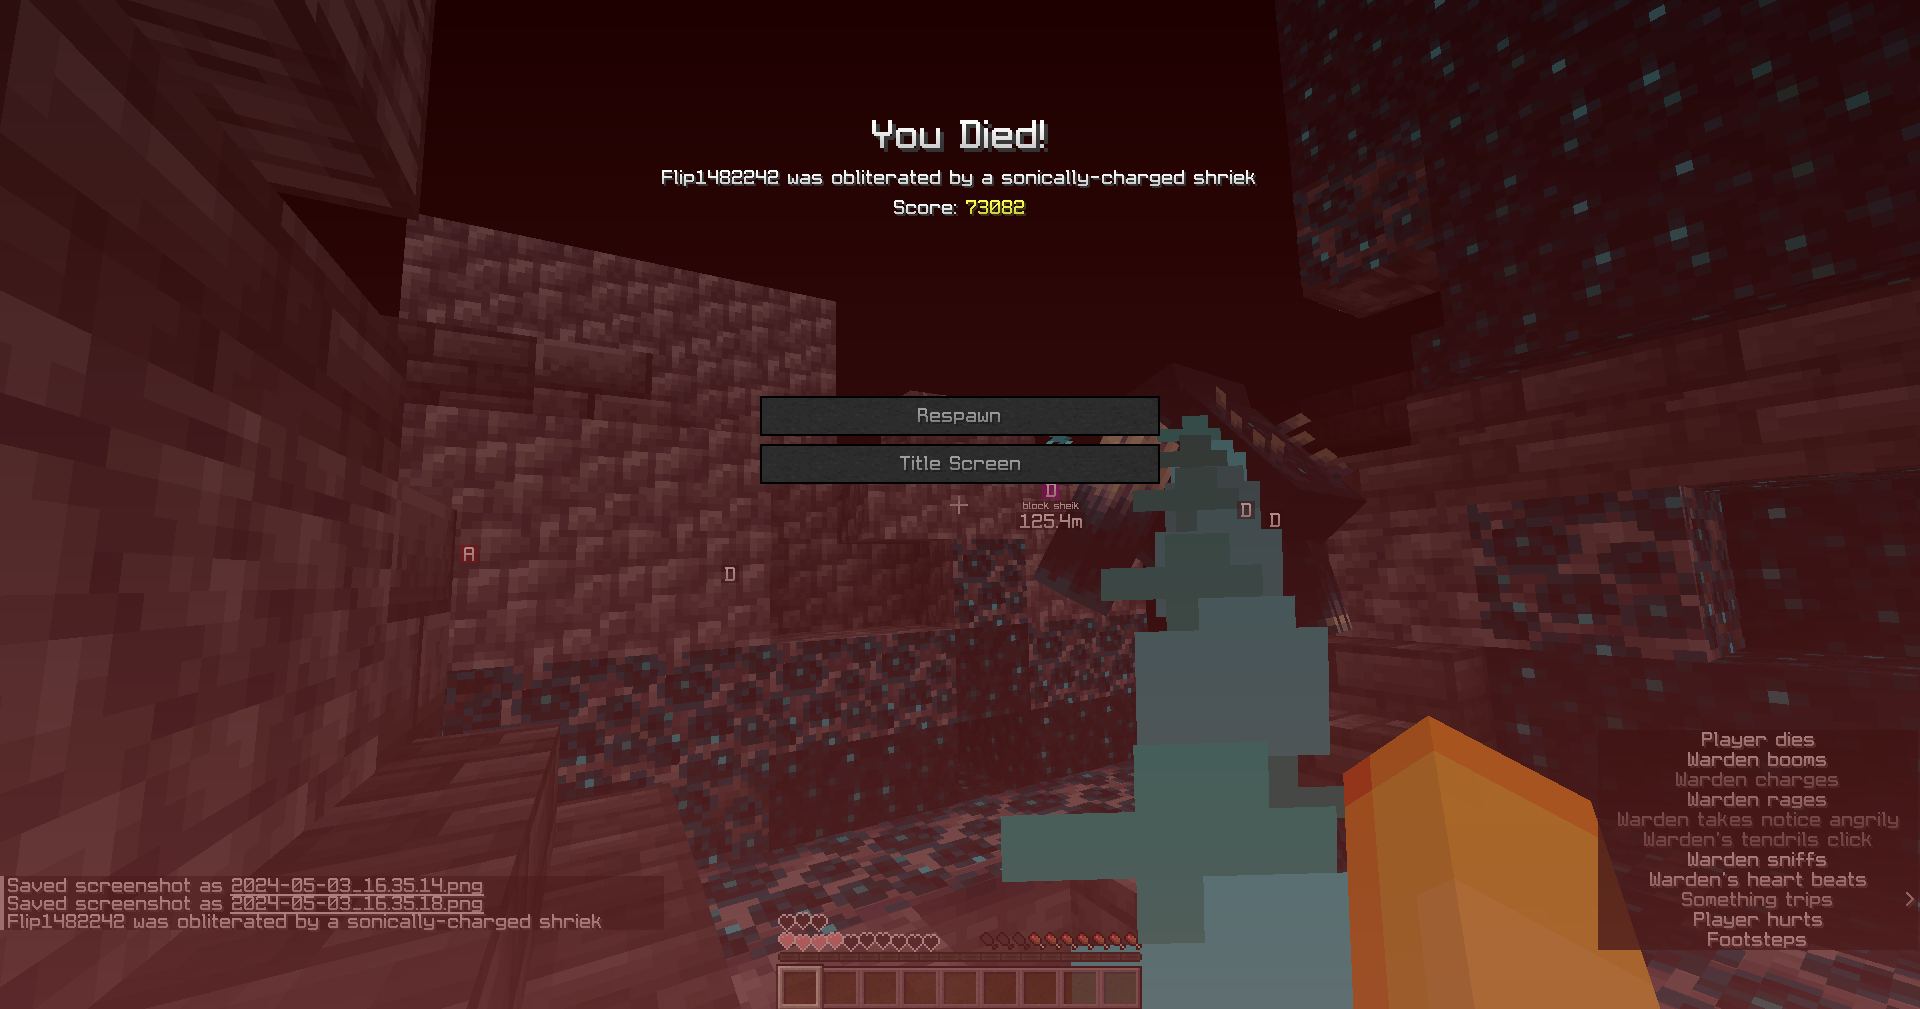 You Died!
Flip1482242 was obliterated by a sonically-charged shriek
Score: 73082
Respawn
Title Screen
D
block sheik
125.4m
D
D
A
D
Player dies
Warden booms
Warden charges
Warden rages
Warden takes notice angrily
Warden's tendrils click
Warden sniffs
Warden's heart beats
Something trips >
Player hurts
Footsteps
Saved screenshot as 2024-05-03_16.35.14.png
Saved screenshot as 2024-05-03_16.35.18.png
Flip1482242 was obliterated by a sonically-charged shriek